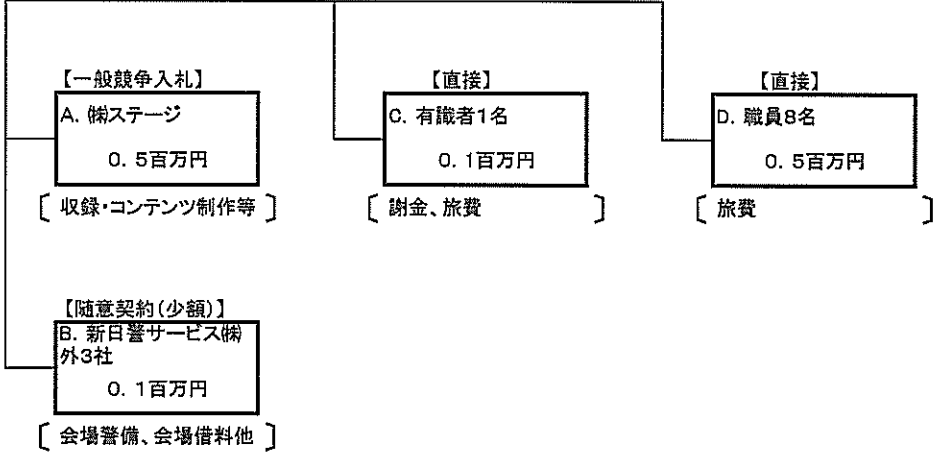 【一般競争入札】
A. ㈱ステージ
0. 5百万円
[ 収録・コンテンツ制作等 ]
【直接】
C. 有識者1名
0. 1百万円
[ 謝金、旅費 ]
【直接】
D. 職員8名
0. 5百万円
[ 旅費 ]
【随意契約(少額)】
B. 新日警サービス㈱
外3社
0. 1百万円
[ 会場警備、会場借料他 ]